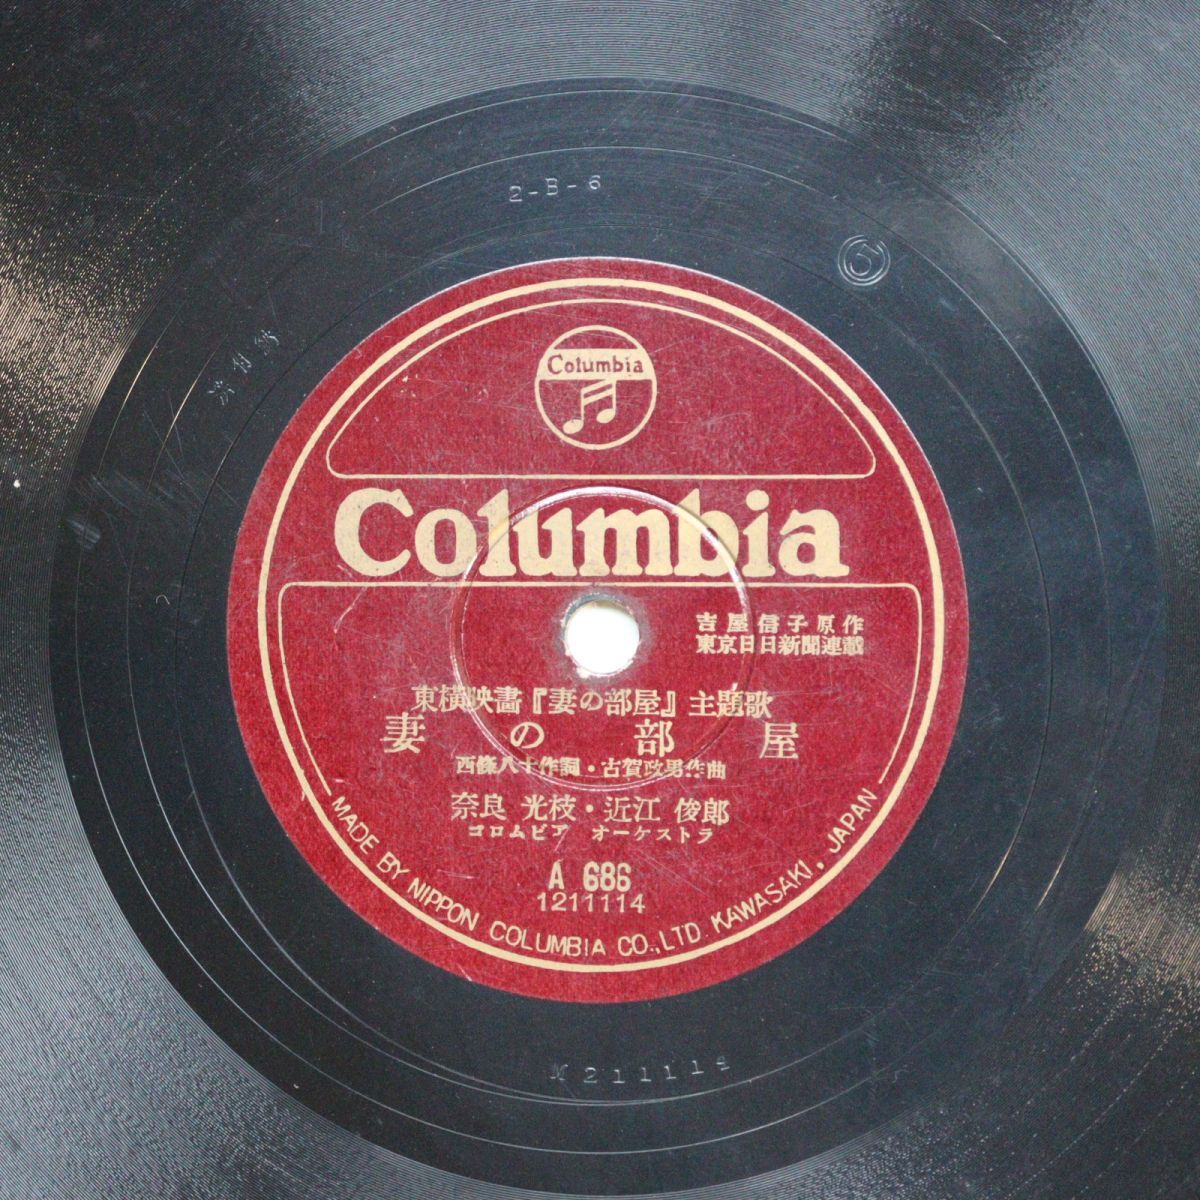 2-B-6
5
Columbia
Columbia
吉屋信子原作
東京日日新聞連載
東横映畫『妻の部屋』主題歌
妻の部屋
西條八十作詞・古賀政男作曲
奈良 光枝・近江 俊郎
コロムビア オーケストラ
A 686
1211114
MADE BY NIPPON COLUMBIA CO., LTD. KAWASAKI, JAPAN
211114